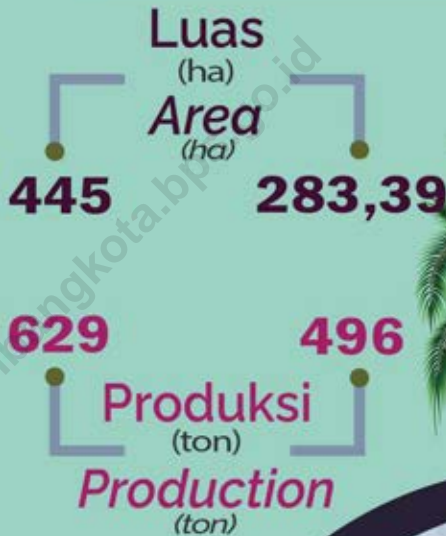 Luas
(ha)
Area
(ha)
445 283,39
629 496
Produksi
(ton)
Production
(ton)